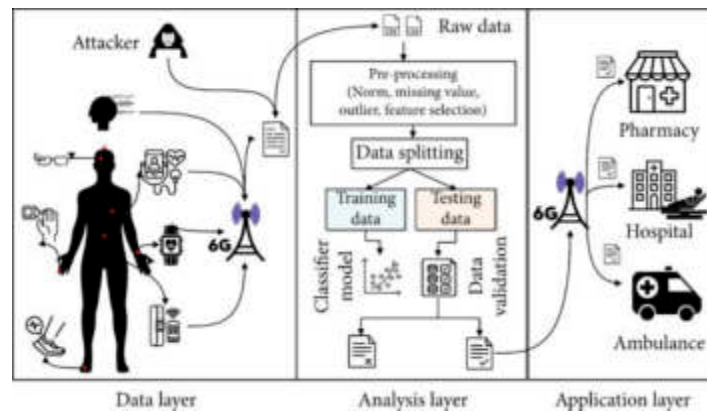 Attacker
6G
Raw data
Pre-processing
(Norm, missing value,
outlier, feature selection)
Data splitting
Training
data
Testing
data
Classifier
model
Data
validation
6G
Pharmacy
Hospital
Ambulance
Data layer
Analysis layer
Application layer